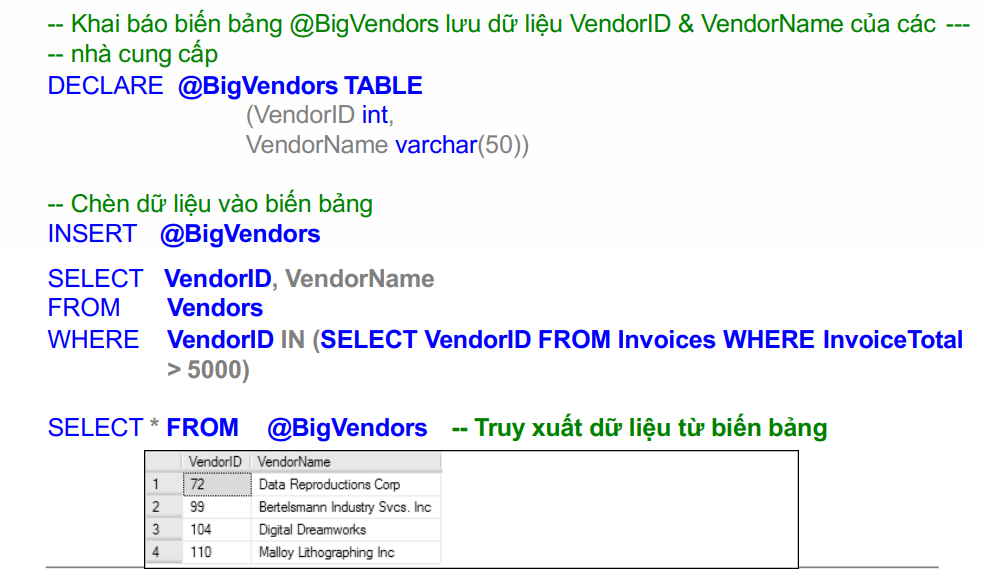 -- Khai báo biến bảng @BigVendors lưu dữ liệu VendorID & VendorName của các ---
-- nhà cung cấp
DECLARE @BigVendors TABLE
(VendorID int,
VendorName varchar(50))
-- Chèn dữ liệu vào biến bảng
INSERT @BigVendors
SELECT VendorID, VendorName
FROM Vendors
WHERE VendorID IN (SELECT VendorID FROM Invoices WHERE InvoiceTotal
> 5000)
SELECT * FROM @BigVendors -- Truy xuất dữ liệu từ biến bảng
VendorID VendorName
1 72 Data Reproductions Corp
2 99 Bertelsmann Industry Svcs. Inc
3 104 Digital Dreamworks
4 110 Malloy Lithographing Inc